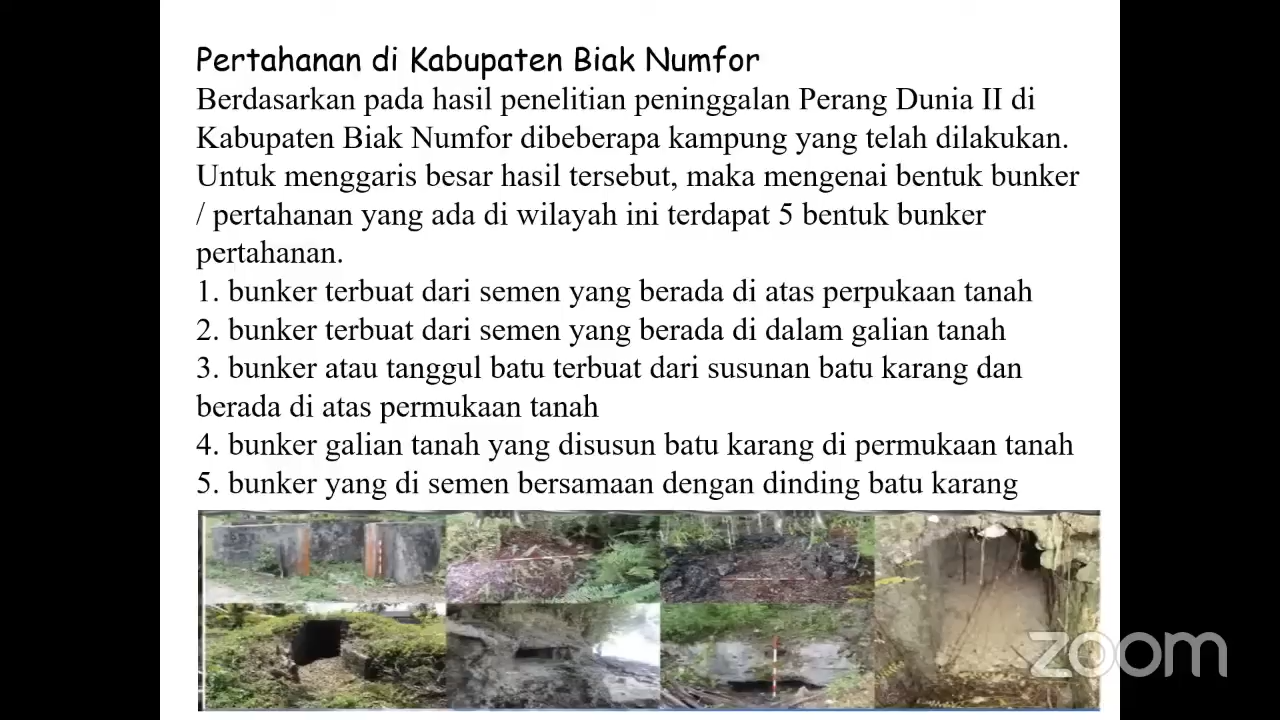 Pertahanan di Kabupaten Biak Numfor
Berdasarkan pada hasil penelitian peninggalan Perang Dunia II di
Kabupaten Biak Numfor dibeberapa kampung yang telah dilakukan.
Untuk menggaris besar hasil tersebut, maka mengenai bentuk bunker
/ pertahanan yang ada di wilayah ini terdapat 5 bentuk bunker
pertahanan.
1. bunker terbuat dari semen yang berada di atas perpukaan tanah
2. bunker terbuat dari semen yang berada di dalam galian tanah
3. bunker atau tanggul batu terbuat dari susunan batu karang dan
berada di atas permukaan tanah
4. bunker galian tanah yang disusun batu karang di permukaan tanah
5. bunker yang di semen bersamaan dengan dinding batu karang
zoom